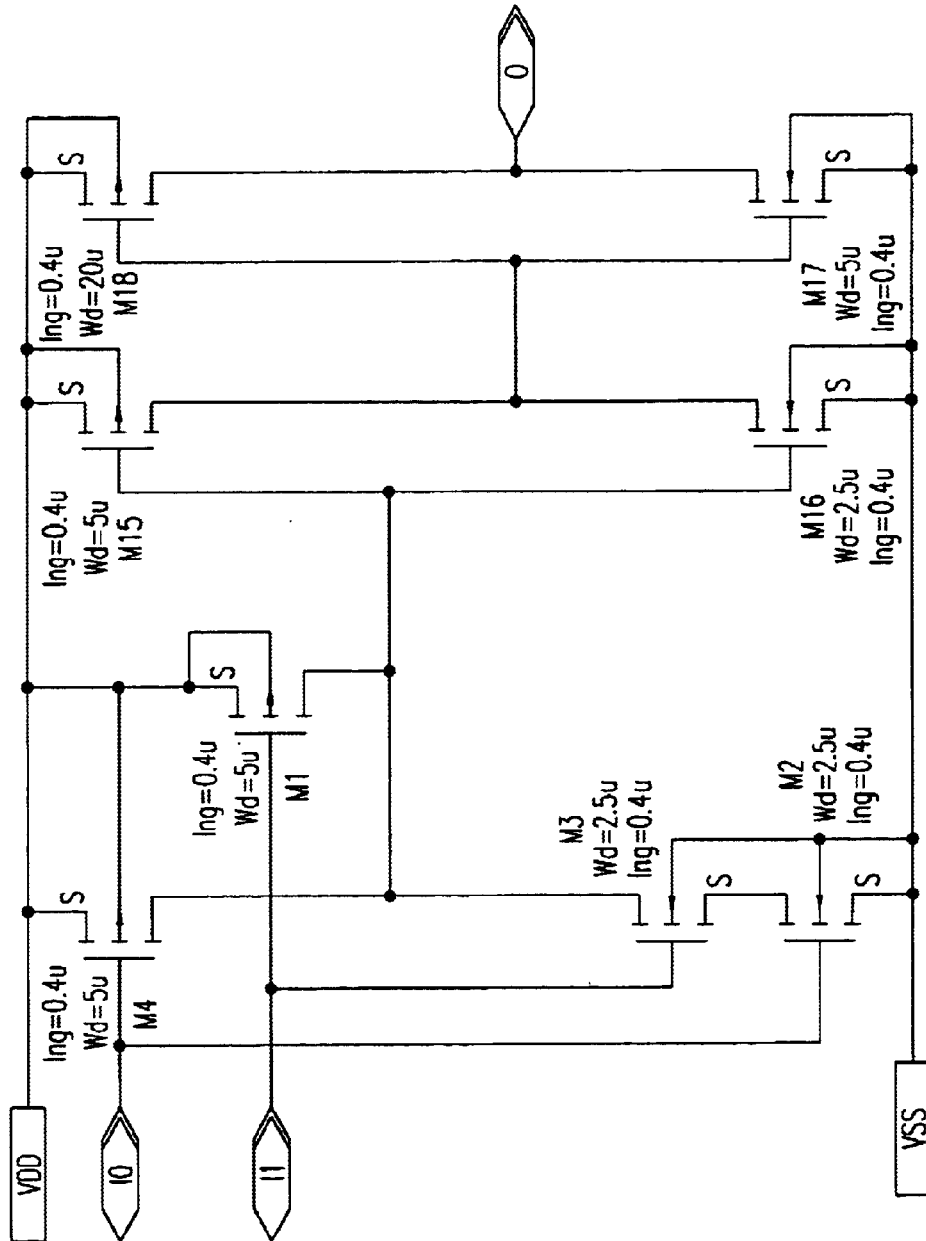 VDD
I0
I1
VSS
lng=0.4u
Wd=5u
M4
S
lng=0.4u
Wd=5u
M1
S
M3
Wd=2.5u
lng=0.4u
S
M2
Wd=2.5u
lng=0.4u
S
lng=0.4u
Wd=5u
M15
S
M16
Wd=2.5u
lng=0.4u
S
lng=0.4u
Wd=20u
M18
S
M17
Wd=5u
lng=0.4u
S
O